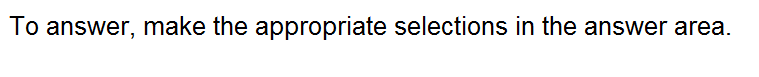 To answer, make the appropriate selections in the answer area.